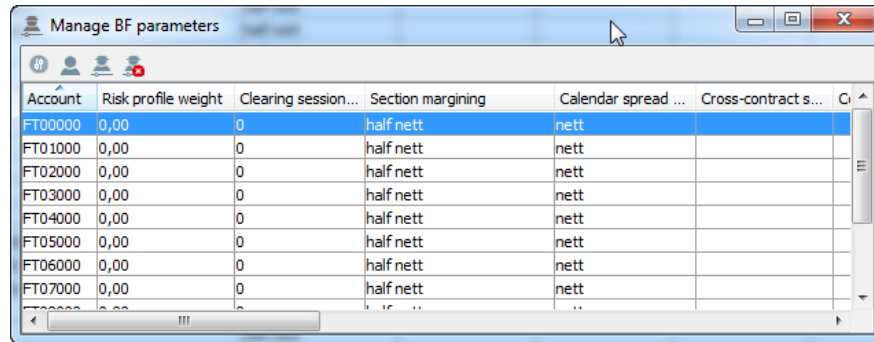 Manage BF parameters
Account Risk profile weight Clearing session... Section margining Calendar spread ... Cross-contract s...
FT00000 0,00 0 half nett nett
FT01000 0,00 0 half nett nett
FT02000 0,00 0 half nett nett
FT03000 0,00 0 half nett nett
FT04000 0,00 0 half nett nett
FT05000 0,00 0 half nett nett
FT06000 0,00 0 half nett nett
FT07000 0,00 0 half nett nett